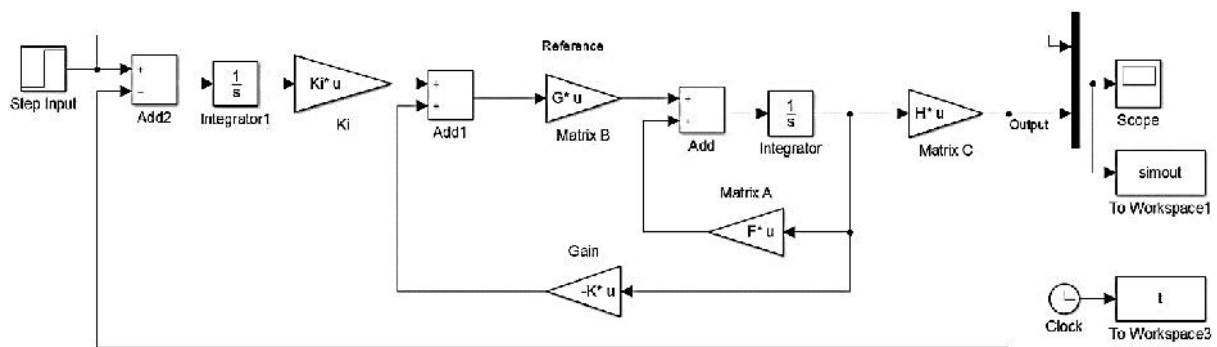 Step Input
+
−
Add2
1
s
Integrator1
Ki* u
Ki
+
+
Add1
Reference
G* u
Matrix B
+
+
Add
1
s
Integrator
H* u
Matrix C
Output
Scope
simout
To Workspace1
Matrix A
F* u
Gain
-K* u
Clock
t
To Workspace3